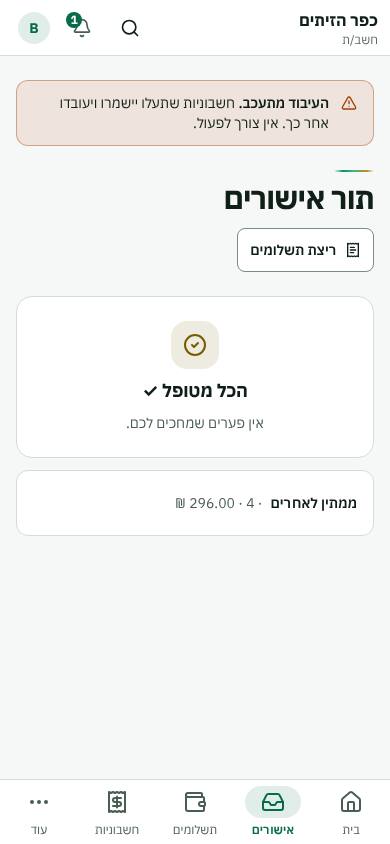 כפר הזיתים
חשב/ת
1
B
העיבוד מתעכב. חשבוניות שתעלו יישמרו ויעובדו
אחר כך. אין צורך לפעול.
תור אישורים
ריצת תשלומים
הכל מטופל ✓
אין פערים שמחכים לכם.
ממתין לאחרים · 4 · 296.00 ₪
בית
אישורים
תשלומים
חשבוניות
עוד